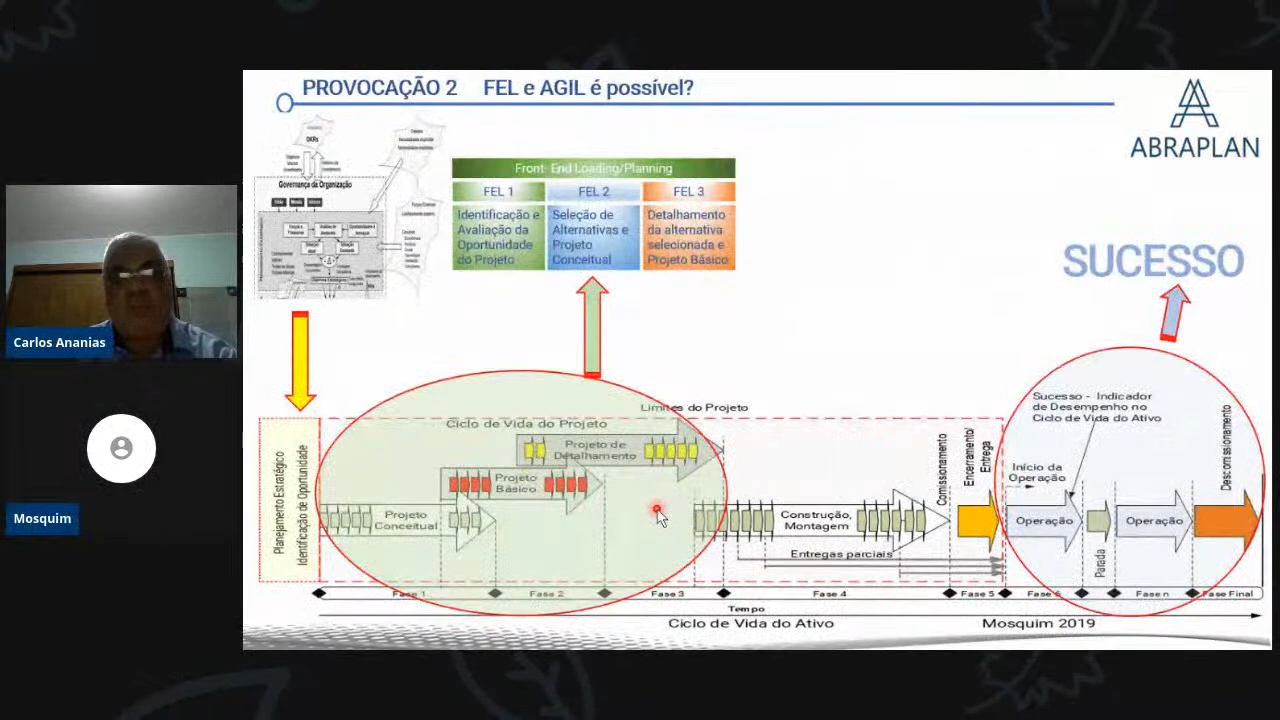 PROVOCAÇÃO 2 FEL e AGIL é possível?
ABRAPLAN
OKRs
Governança da Organização
Front: End Loading/Planning
FEL 1
FEL 2
FEL 3
Identificação e
Avaliação da
Oportunidade
do Projeto
Seleção de
Alternativas e
Projeto
Conceitual
Detalhamento
da alternativa
selecionada e
Projeto Básico
SUCESSO
Carlos Ananias
Mosquim
Planejamento Estratégico
Identificação de Oportunidade
Limites do Projeto
Ciclo de Vida do Projeto
Projeto de
Detalhamento
Projeto
Básico
Projeto
Conceitual
Construção,
Montagem
Entregas parciais
Comissionamento
Encerramento/
Entrega
Sucesso - Indicador
de Desempenho no
Ciclo de Vida do Ativo
Início da
Operação
Operação
Parada
Operação
Descomissionamento
Fase 1
Fase 2
Fase 3
Fase 4
Fase 5
Fase 6
Fase n
Fase Final
Tempo
Ciclo de Vida do Ativo
Mosquim 2019